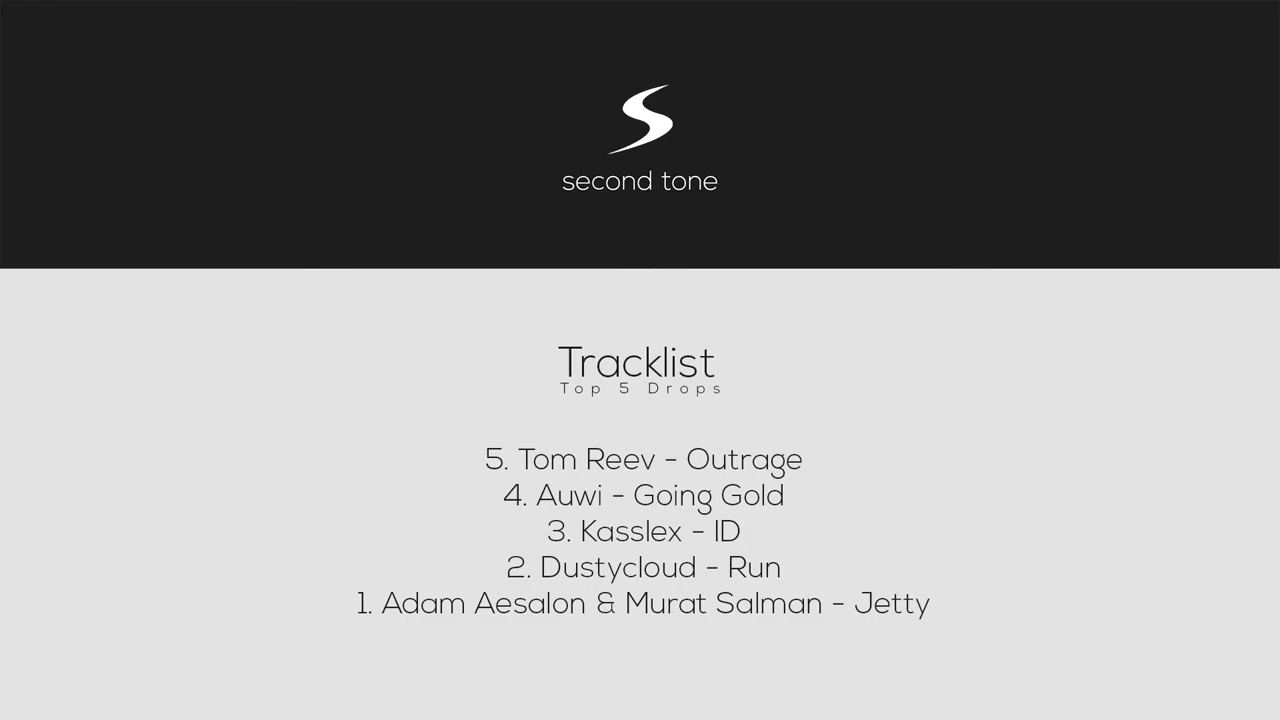 second tone
Tracklist
Top 5 Drops
5. Tom Reev - Outrage
4. Auwi - Going Gold
3. Kasslex - ID
2. Dustycloud - Run
1. Adam Aesalon & Murat Salman - Jetty